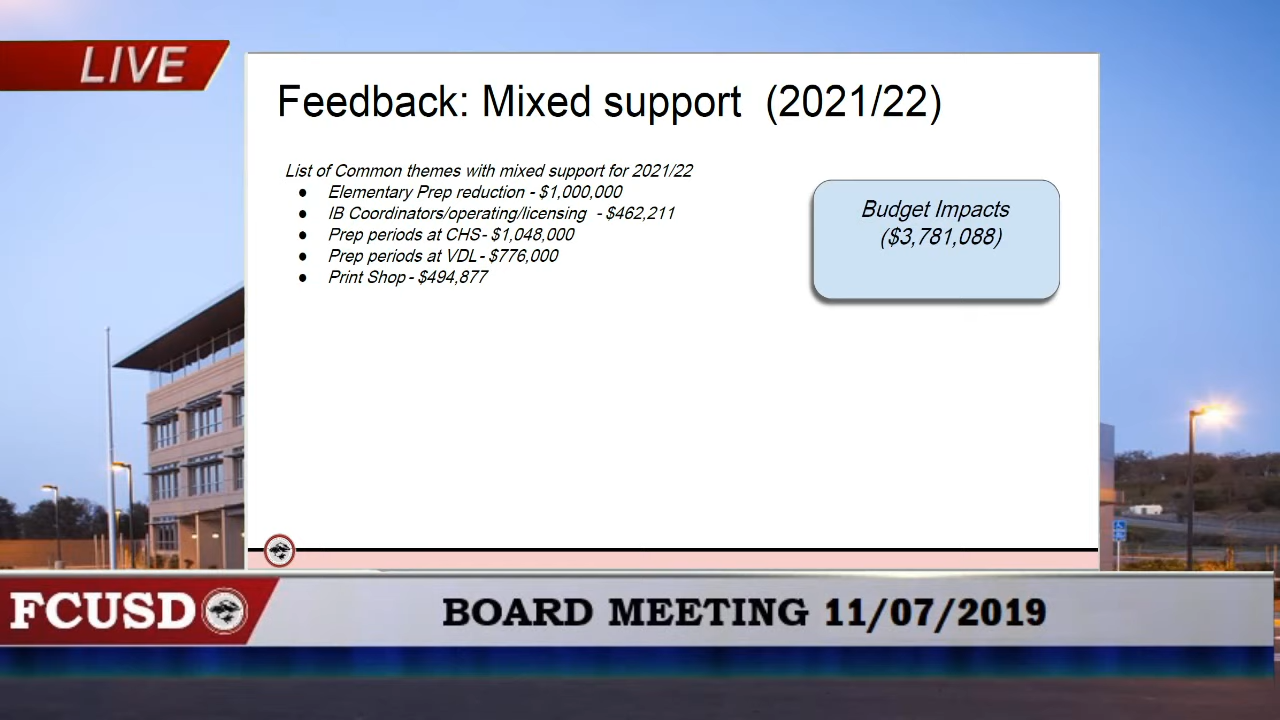 LIVE
Feedback: Mixed support (2021/22)
List of Common themes with mixed support for 2021/22
● Elementary Prep reduction - $1,000,000
● IB Coordinators/operating/licensing - $462,211
● Prep periods at CHS- $1,048,000
● Prep periods at VDL- $776,000
● Print Shop - $494,877
Budget Impacts
($3,781,088)
FCUSD
BOARD MEETING 11/07/2019